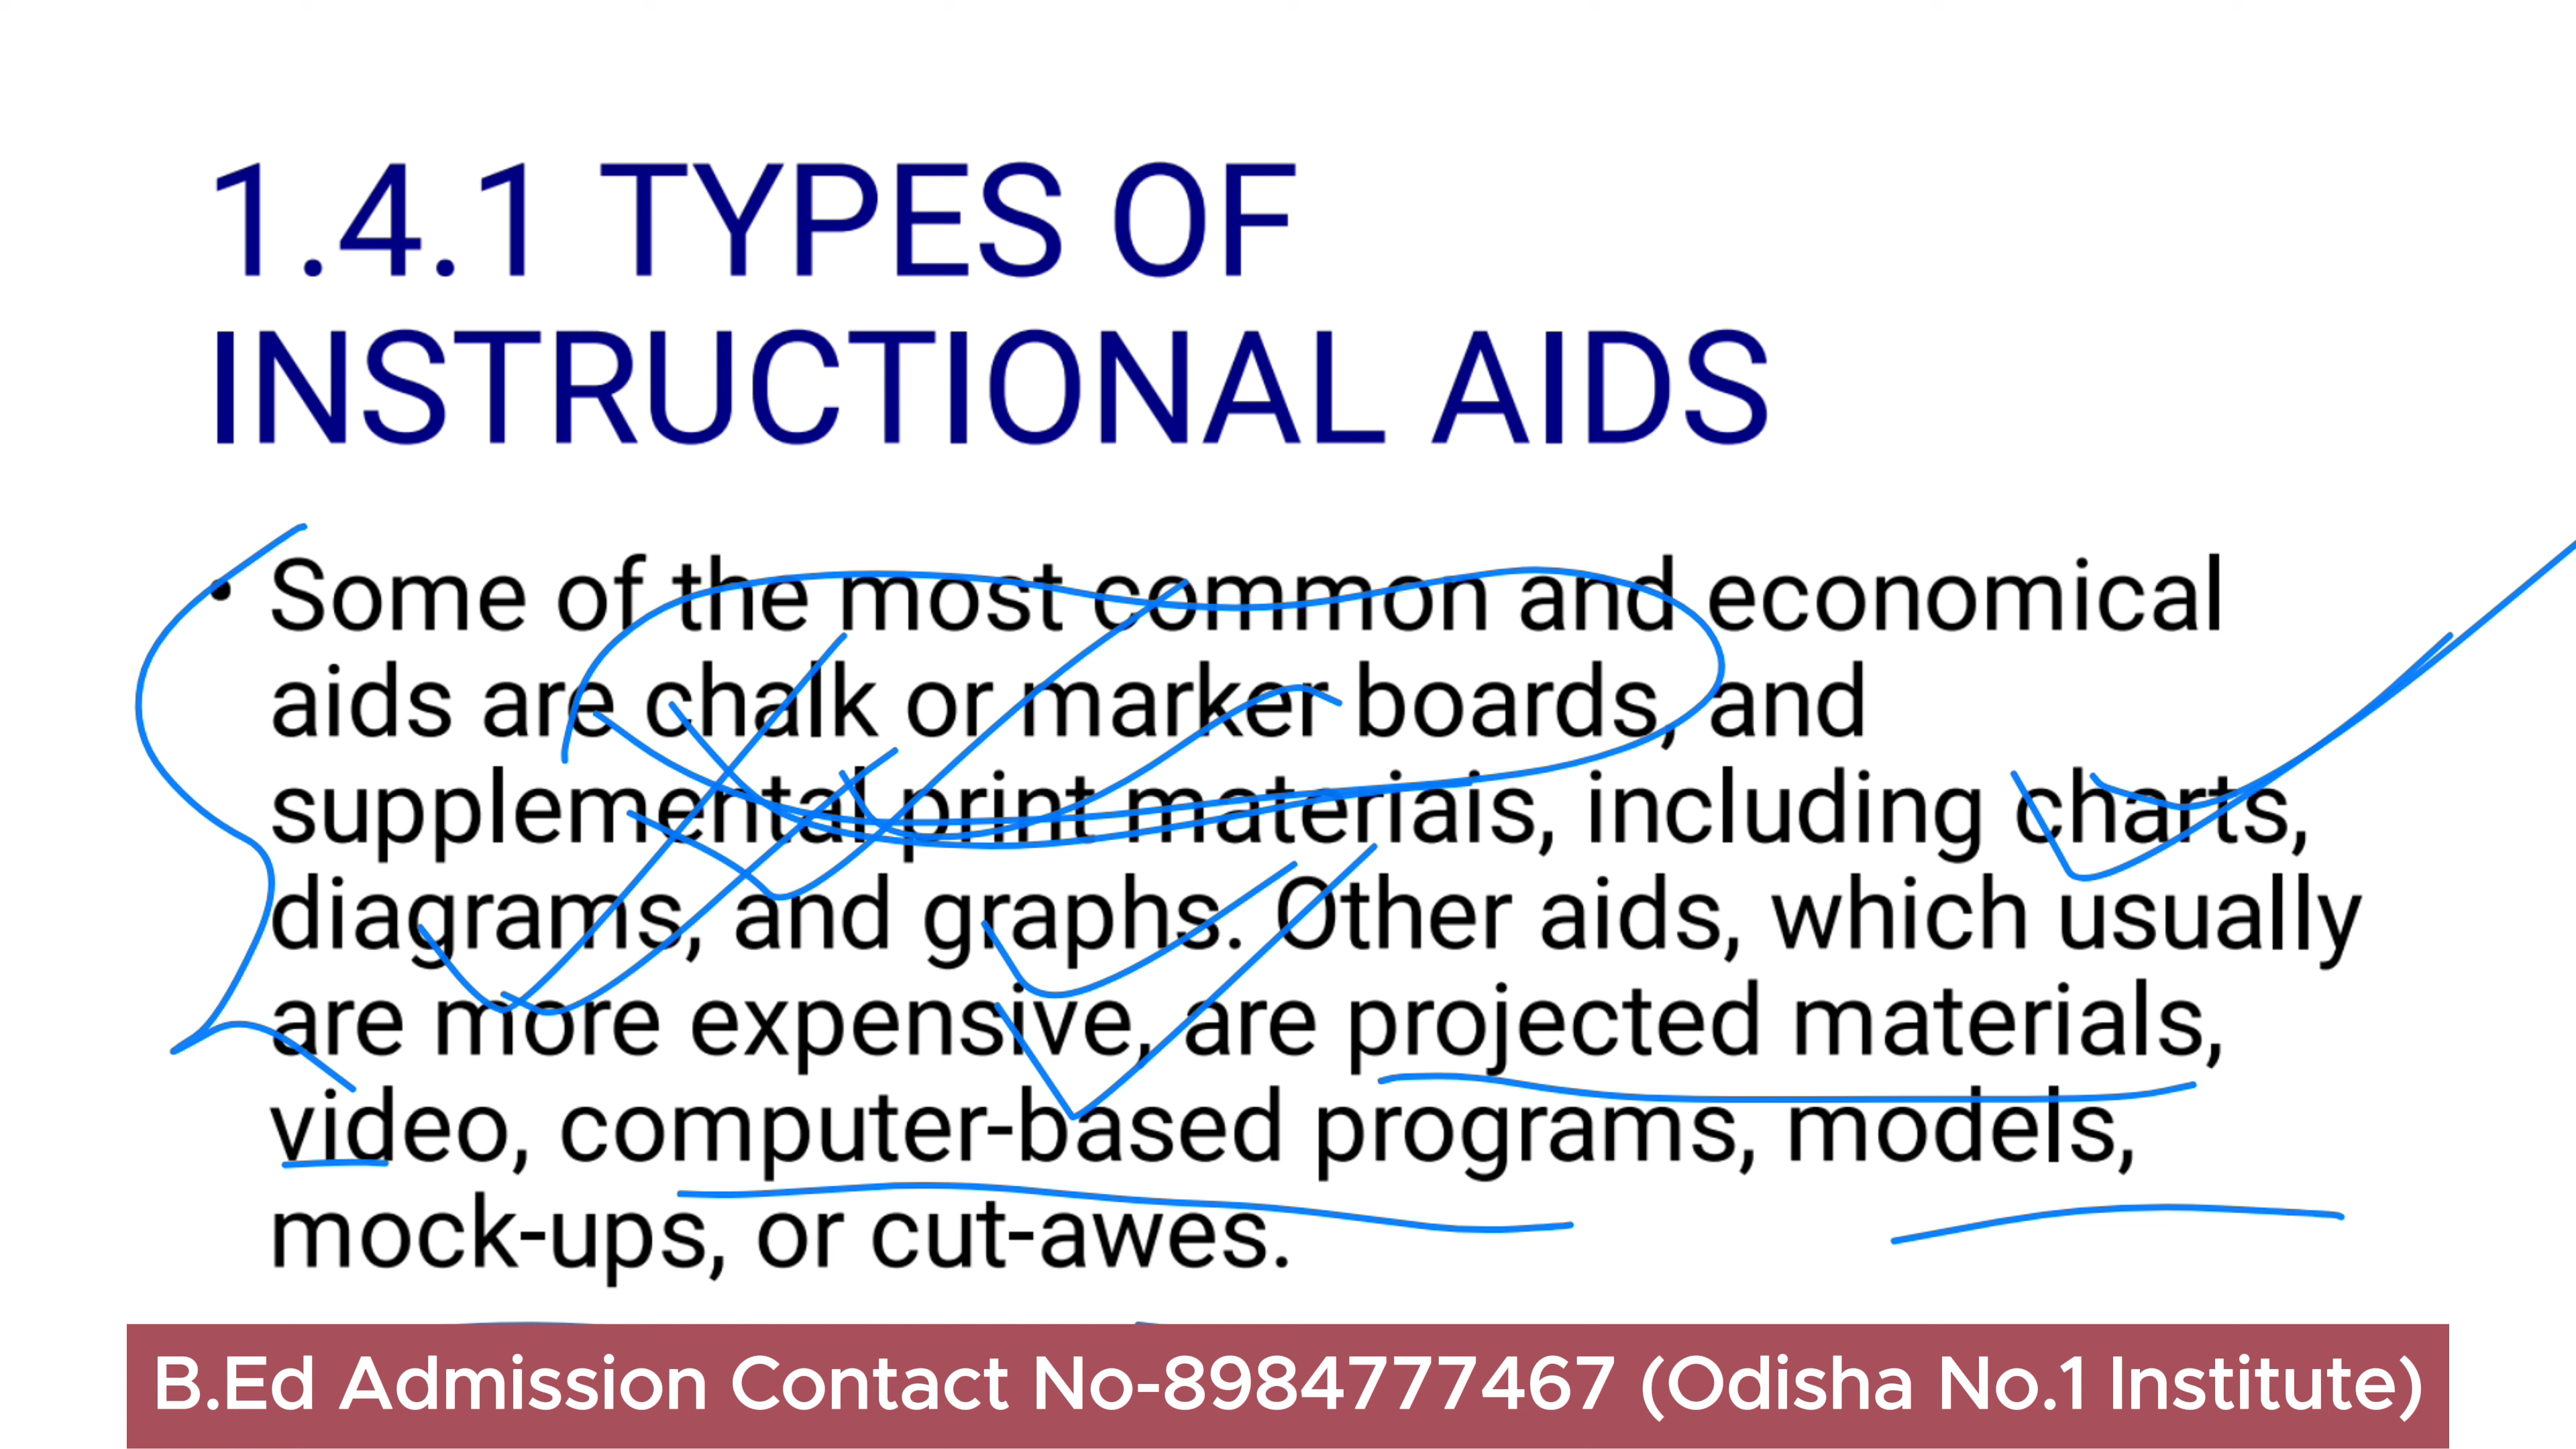 1.4.1 TYPES OF
INSTRUCTIONAL AIDS
• Some of the most common and economical
aids are chalk or marker boards, and
supplemental print materials, including charts,
diagrams, and graphs. Other aids, which usually
are more expensive, are projected materials,
video, computer-based programs, models,
mock-ups, or cut-awes.
B.Ed Admission Contact No-8984777467 (Odisha No.1 Institute)